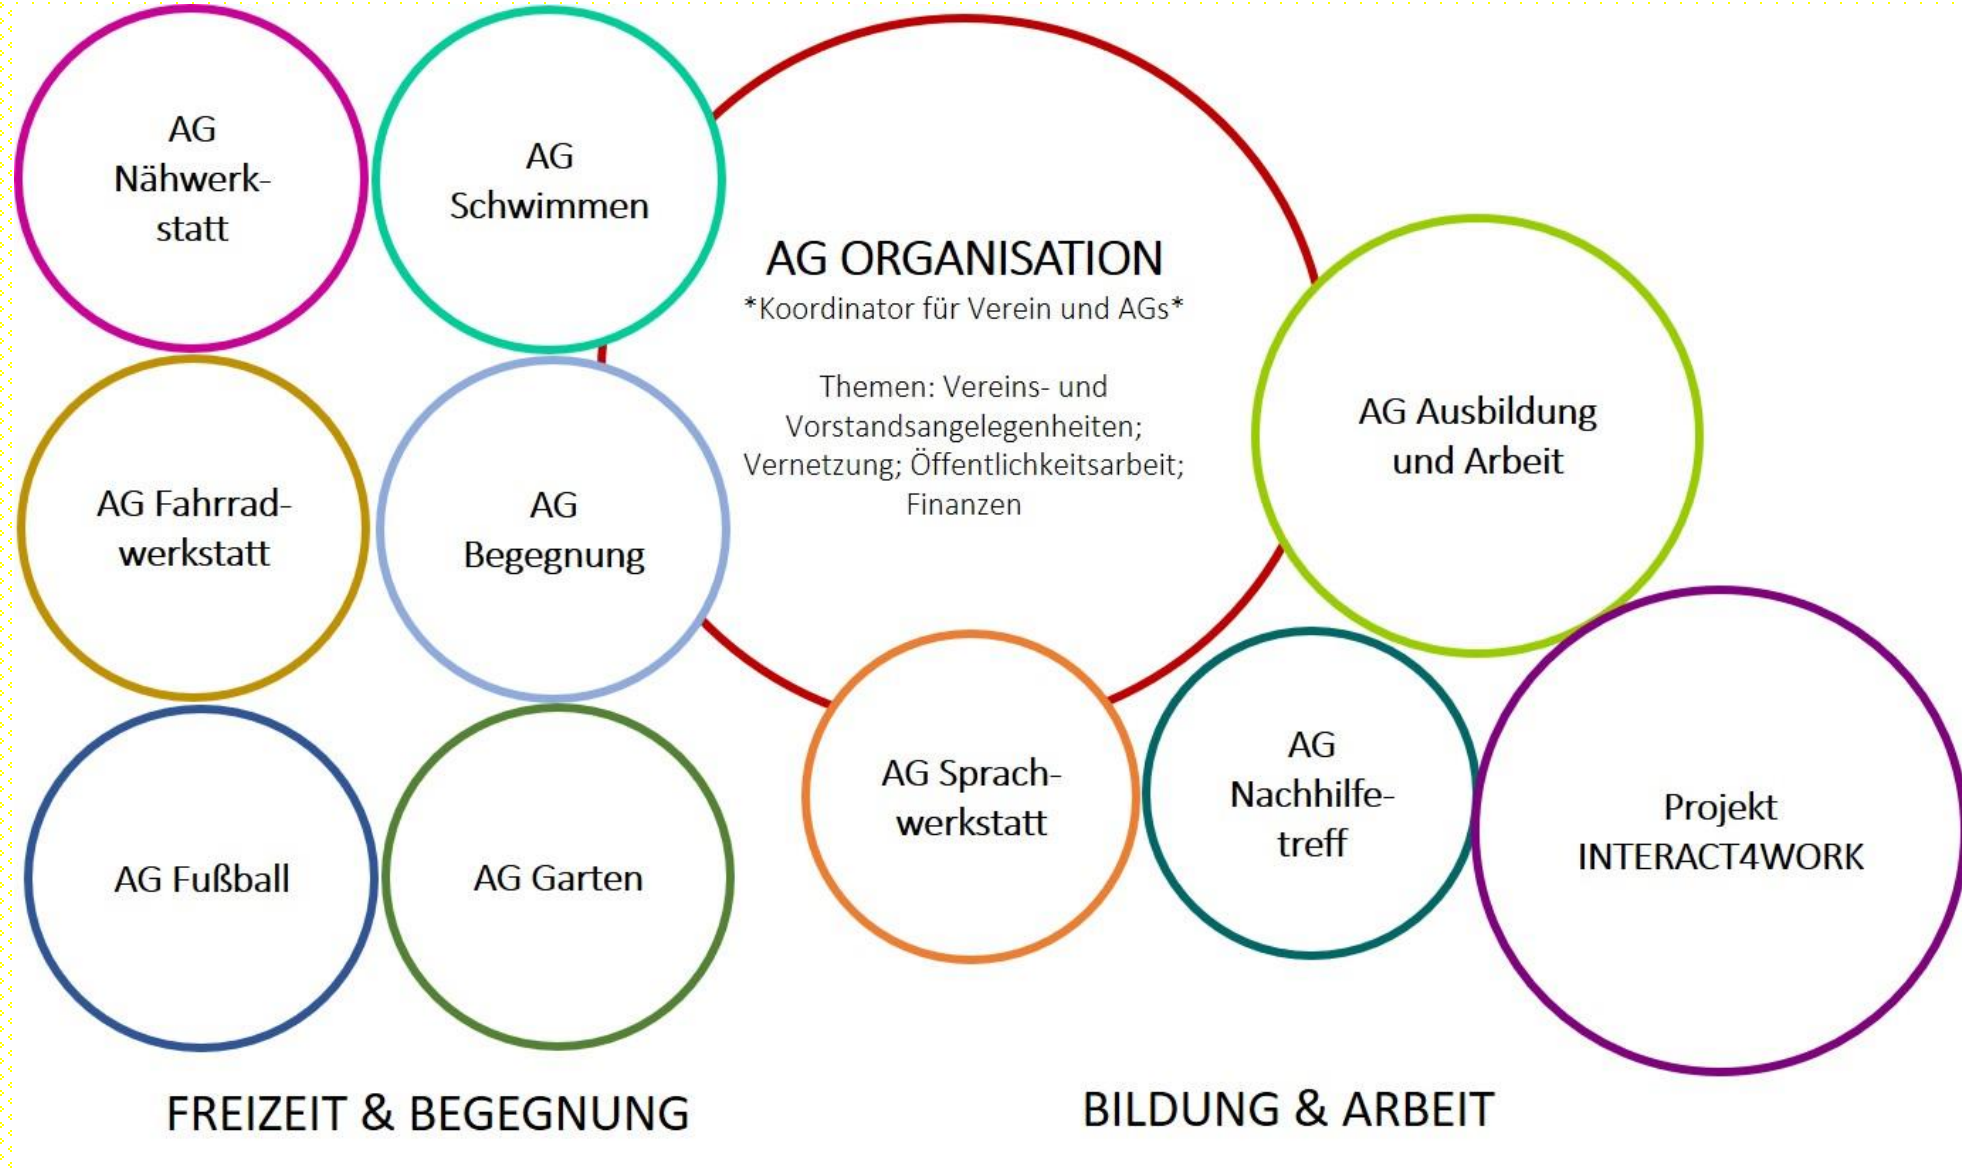 AG
Nähwerk-
statt
AG
Schwimmen
AG ORGANISATION
*Koordinator für Verein und AGs*
Themen: Vereins- und
Vorstandsangelegenheiten;
Vernetzung; Öffentlichkeitsarbeit;
Finanzen
AG Ausbildung
und Arbeit
AG Fahrrad-
werkstatt
AG
Begegnung
AG Fußball
AG Garten
AG Sprach-
werkstatt
AG
Nachhilfe-
treff
Projekt
INTERACT4WORK
FREIZEIT & BEGEGNUNG
BILDUNG & ARBEIT